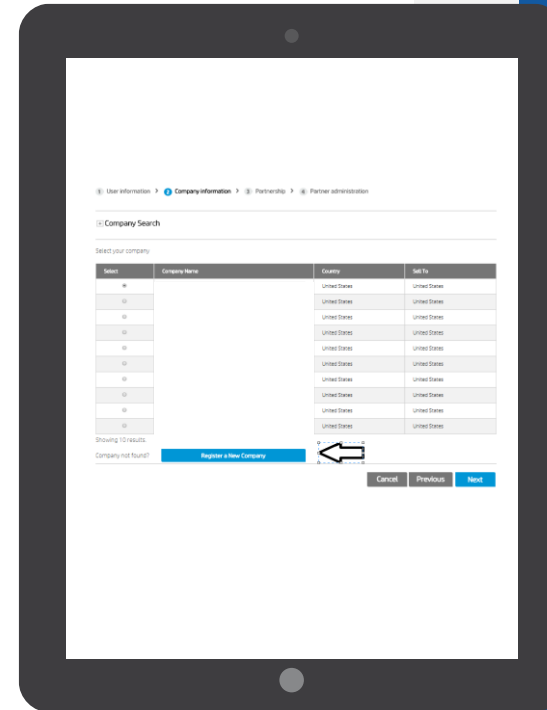 1 User information > 2 Company information > 3 Partnership > 4 Partner administration
Company Search
Select your company
Select Company Name Country Sell To
United States United States
United States United States
United States United States
United States United States
United States United States
United States United States
United States United States
United States United States
United States United States
United States United States
Showing 10 results.
Company not found? Register a New Company
Cancel Previous Next